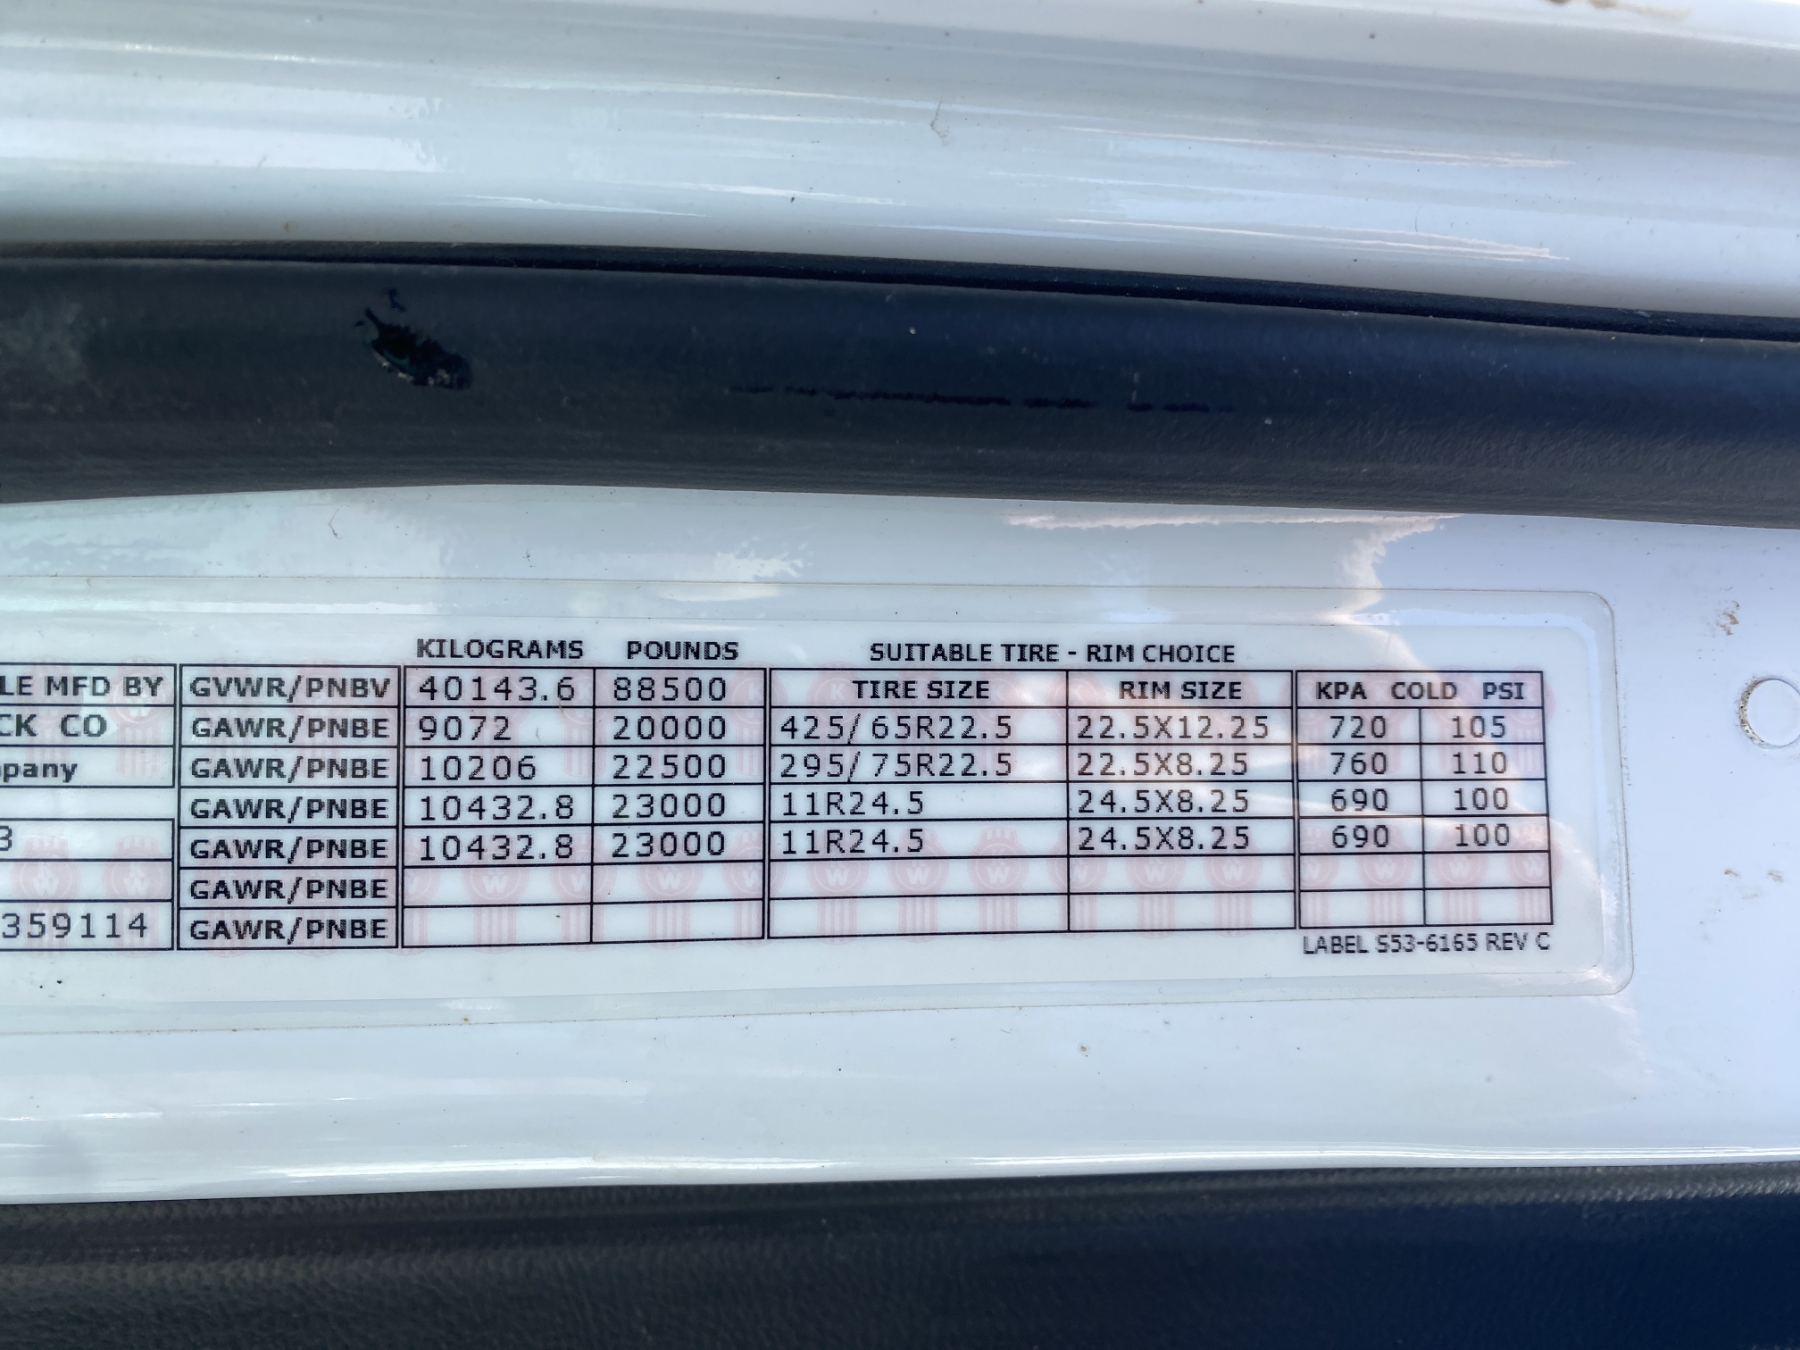 KILOGRAMS POUNDS SUITABLE TIRE - RIM CHOICE
LE MFD BY GVWR/PNBV 40143.6 88500 TIRE SIZE RIM SIZE KPA COLD PSI
CK CO GAWR/PNBE 9072 20000 425/65R22.5 22.5X12.25 720 105
pany GAWR/PNBE 10206 22500 295/75R22.5 22.5X8.25 760 110
GAWR/PNBE 10432.8 23000 11R24.5 24.5X8.25 690 100
3 GAWR/PNBE 10432.8 23000 11R24.5 24.5X8.25 690 100
GAWR/PNBE
359114 GAWR/PNBE
LABEL S53-6165 REV C